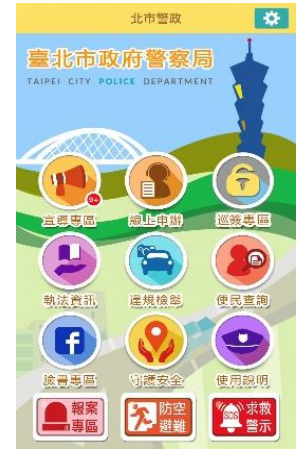 北市警政
臺北市政府警察局
TAIPEI CITY POLICE DEPARTMENT
9+
宣導專區 線上申辦 巡簽專區
執法資訊 違規檢舉 便民查詢
f
臉書專區 守護安全 使用說明
報案專區
防空避難
SOS
求救警示